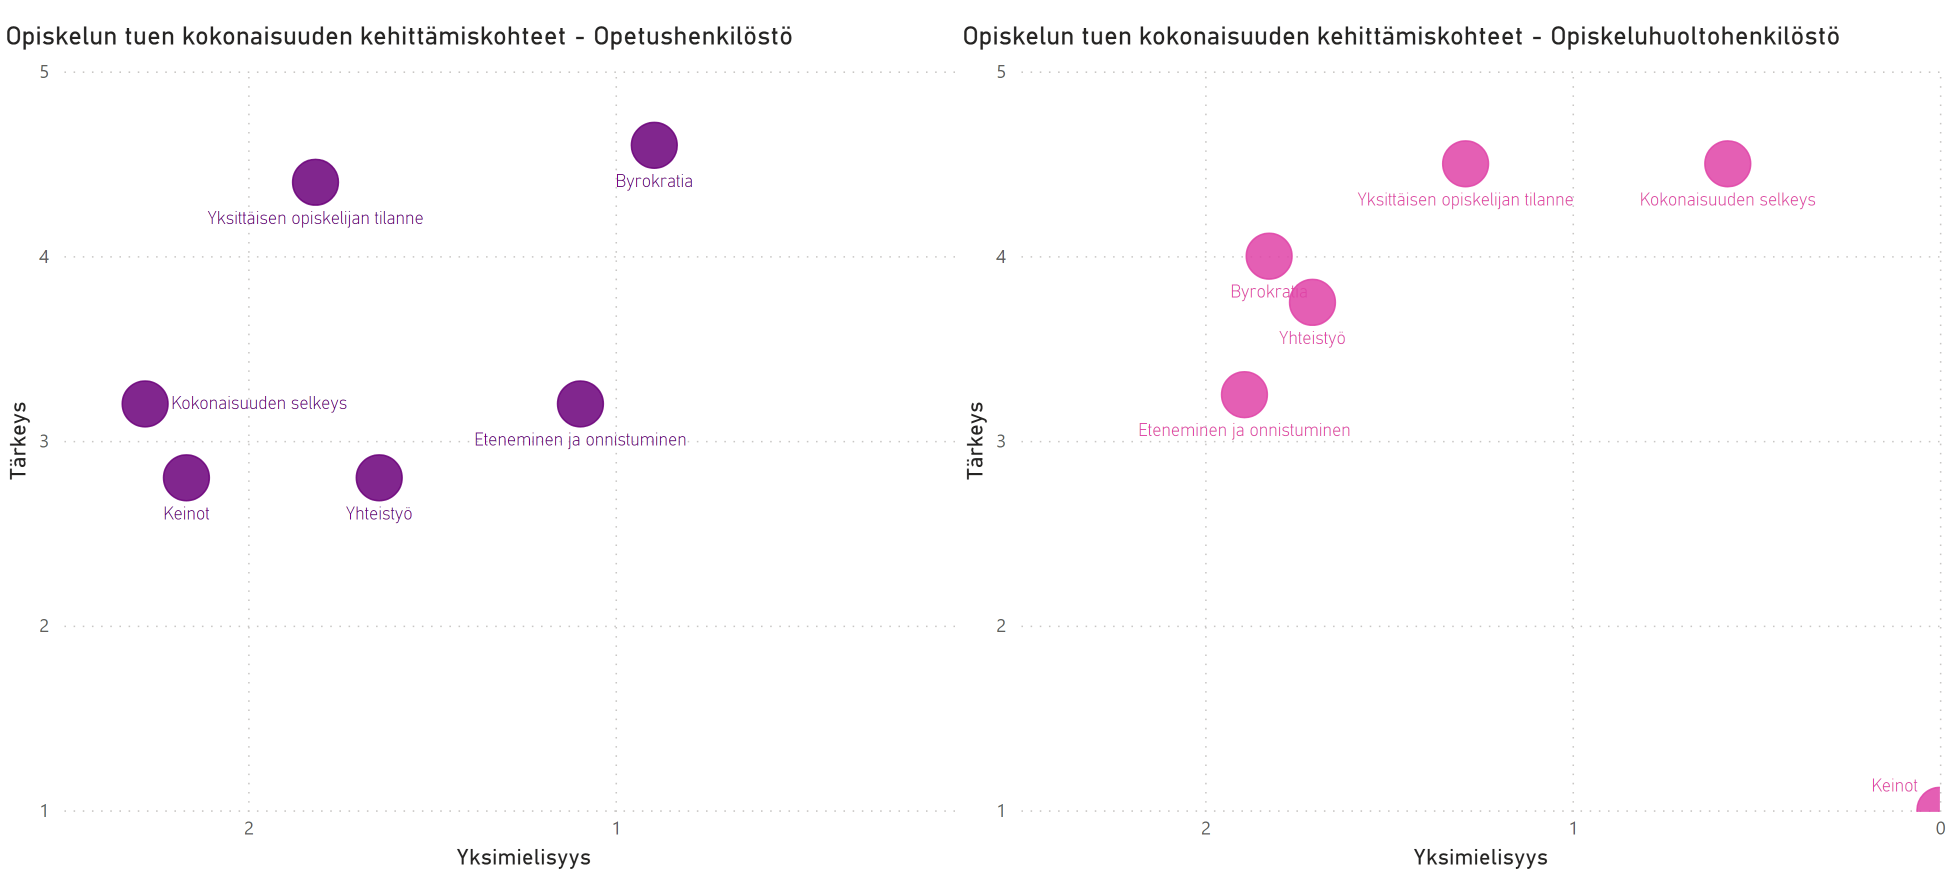 Opiskelun tuen kokonaisuuden kehittämiskohteet - Opetushenkilöstö
5
Byrokratia
Yksittäisen opiskelijan tilanne
4
Kokonaisuuden selkeys
Eteneminen ja onnistuminen
3
Tärkeys
Keinot
Yhteistyö
2
1
2
1
Yksimielisyys
Opiskelun tuen kokonaisuuden kehittämiskohteet - Opiskeluhuoltohenkilöstö
5
Yksittäisen opiskelijan tilanne
Kokonaisuuden selkeys
4
Byrokratia
Yhteistyö
Eteneminen ja onnistuminen
3
Tärkeys
2
Keinot
1
2
1
0
Yksimielisyys